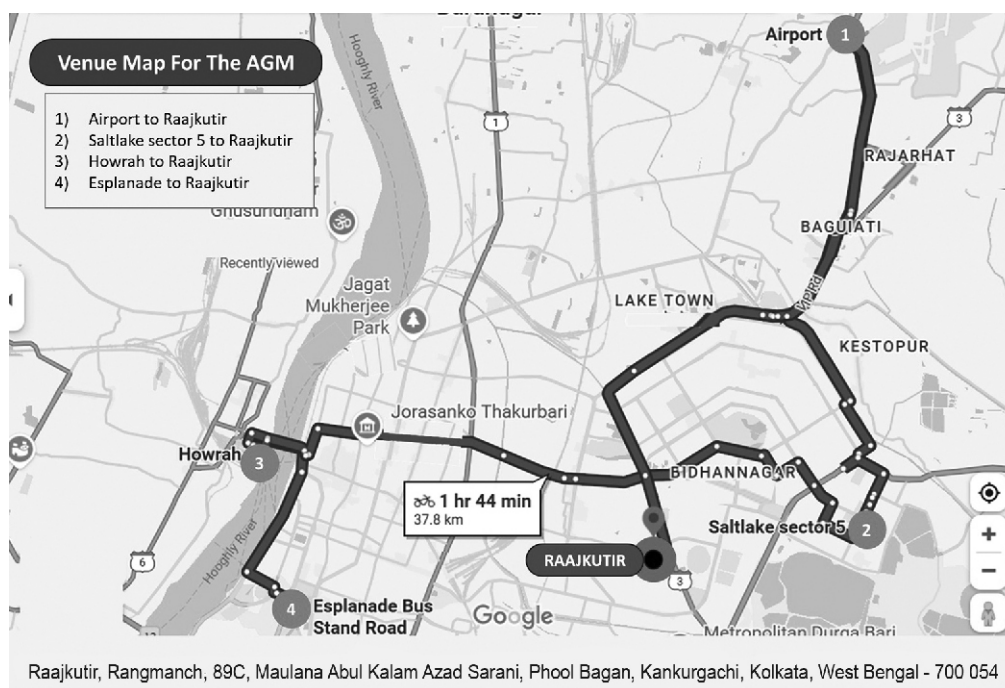 Baranagar
Airport 1
Venue Map For The AGM
1) Airport to Raajkutir
2) Saltlake sector 5 to Raajkutir
3) Howrah to Raajkutir
4) Esplanade to Raajkutir
Hooghly River
1
3
RAJARHAT
Ghusuridham
BAGUIATI
Recently viewed
Jagat
Mukherjee
Park
LAKE TOWN
KESTOPUR
Jorasanko Thakurbari
Howrah 3
BIDHANNAGAR
1 hr 44 min
37.8 km
Saltlake sector 5 2
6
Hooghly River
RAAJKUTIR
3
4 Esplanade Bus
Stand Road
Google
Metropolitan Durga Bari
Raajkutir, Rangmanch, 89C, Maulana Abul Kalam Azad Sarani, Phool Bagan, Kankurgachi, Kolkata, West Bengal - 700 054